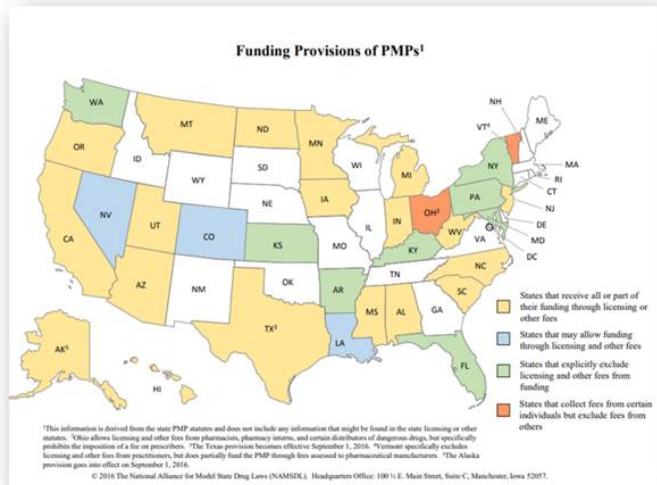 Funding Provisions of PMPs¹
WA
MT
ND
MN
OR
ID
SD
WI
MI
VT⁴
NH
ME
WY
NY
MA
RI
CT
NV
UT
CO
NE
IA
IL
IN
OH²
PA
NJ
DE
MD
DC
CA
KS
MO
KY
WV
VA
AZ
NM
OK
AR
TN
NC
SC
TX³
LA
MS
AL
GA
FL
AK⁵
HI
States that receive all or part of
their funding through licensing or
other fees
States that may allow funding
through licensing and other fees
States that explicitly exclude
licensing and other fees from
funding
States that collect fees from certain
individuals but exclude fees from
others
¹This information is derived from the state PMP statutes and does not include any information that might be found in the state licensing or other
statutes. ²Ohio allows licensing and other fees from pharmacists, pharmacy interns, and certain distributors of dangerous drugs, but specifically
prohibits the imposition of a fee on prescribers. ³The Texas provision becomes effective September 1, 2016. ⁴Vermont specifically excludes
licensing and other fees from practitioners, but does partially fund the PMP through fees assessed to pharmaceutical manufacturers. ⁵The Alaska
provision goes into effect on September 1, 2016.
© 2016 The National Alliance for Model State Drug Laws (NAMSDL). Headquarters Office: 100 ½ E. Main Street, Suite C, Manchester, Iowa 52057.